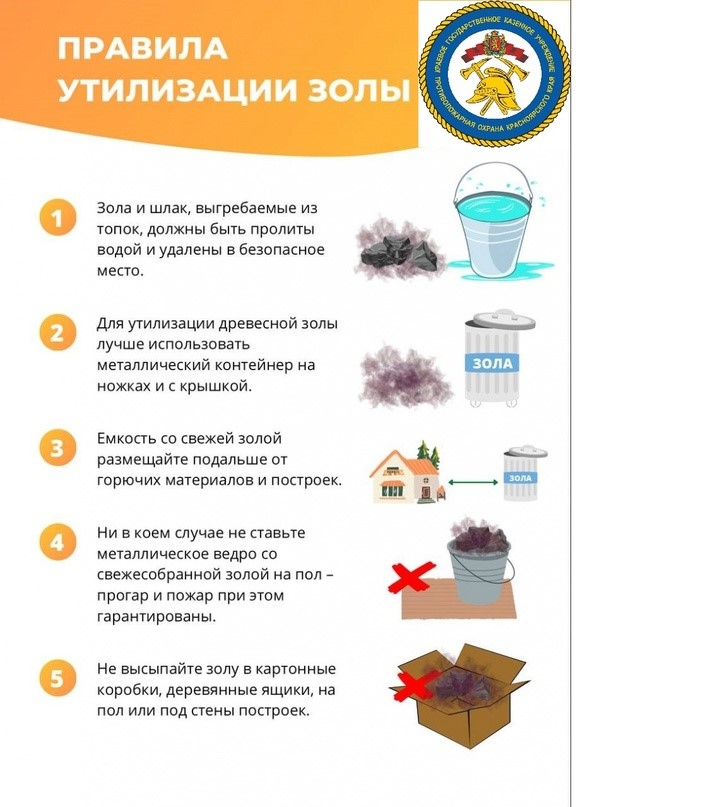 ПРАВИЛА
УТИЛИЗАЦИИ ЗОЛЫ
КРАЕВОЕ ГОСУДАРСТВЕННОЕ КАЗЕННОЕ УЧРЕЖДЕНИЕ
ПРОТИВОПОЖАРНАЯ ОХРАНА КРАСНОЯРСКОГО КРАЯ
1
Зола и шлак, выгребаемые из
топок, должны быть пролиты
водой и удалены в безопасное
место.
2
Для утилизации древесной золы
лучше использовать
металлический контейнер на
ножках и с крышкой.
ЗОЛА
3
Емкость со свежей золой
размещайте подальше от
горючих материалов и построек.
ЗОЛА
4
Ни в коем случае не ставьте
металлическое ведро со
свежесобранной золой на пол –
прогар и пожар при этом
гарантированы.
5
Не высыпайте золу в картонные
коробки, деревянные ящики, на
пол или под стены построек.